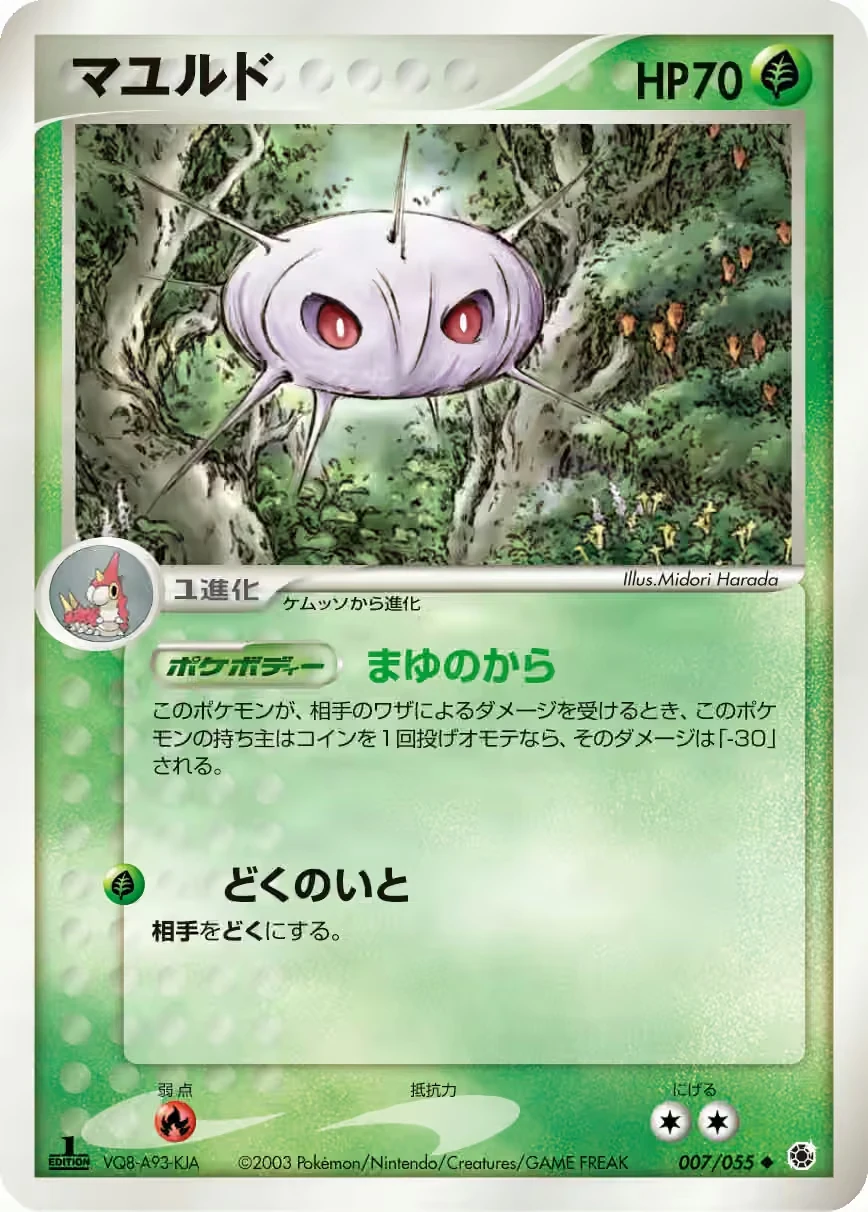 マユルド
HP70
Illus.Midori Harada
ユ進化
ケムッソから進化
ポケボディー まゆのから
このポケモンが、相手のワザによるダメージを受けるとき、このポケ
モンの持ち主はコインを1回投げオモテなら、そのダメージは「-30」
される。
どくのいと
相手をどくにする。
弱点 抵抗力 にげる
1 EDITION VQ8-A93-KJA ©2003 Pokémon/Nintendo/Creatures/GAME FREAK 007/055 ◆